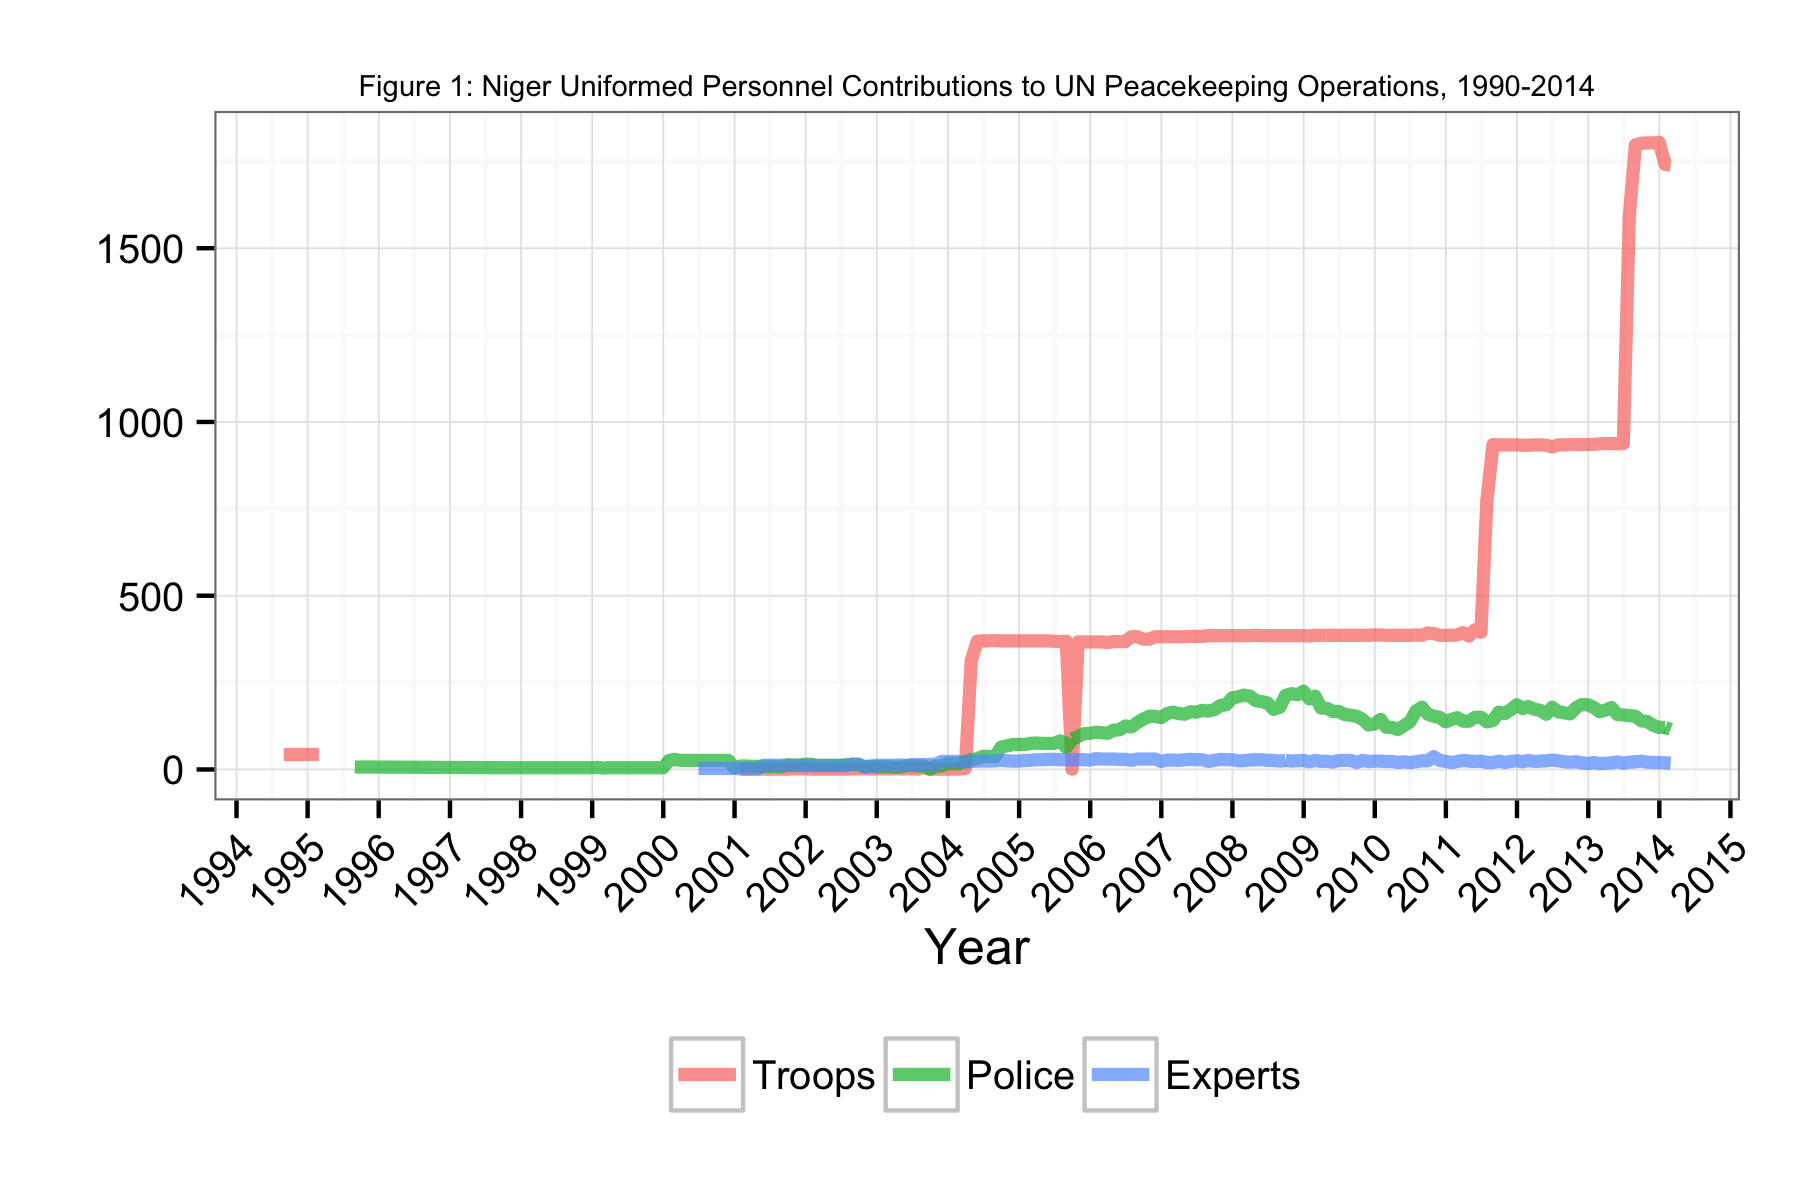 Figure 1: Niger Uniformed Personnel Contributions to UN Peacekeeping Operations, 1990-2014
1500
1000
500
0
1994 1995 1996 1997 1998 1999 2000 2001 2002 2003 2004 2005 2006 2007 2008 2009 2010 2011 2012 2013 2014 2015
Year
Troops Police Experts